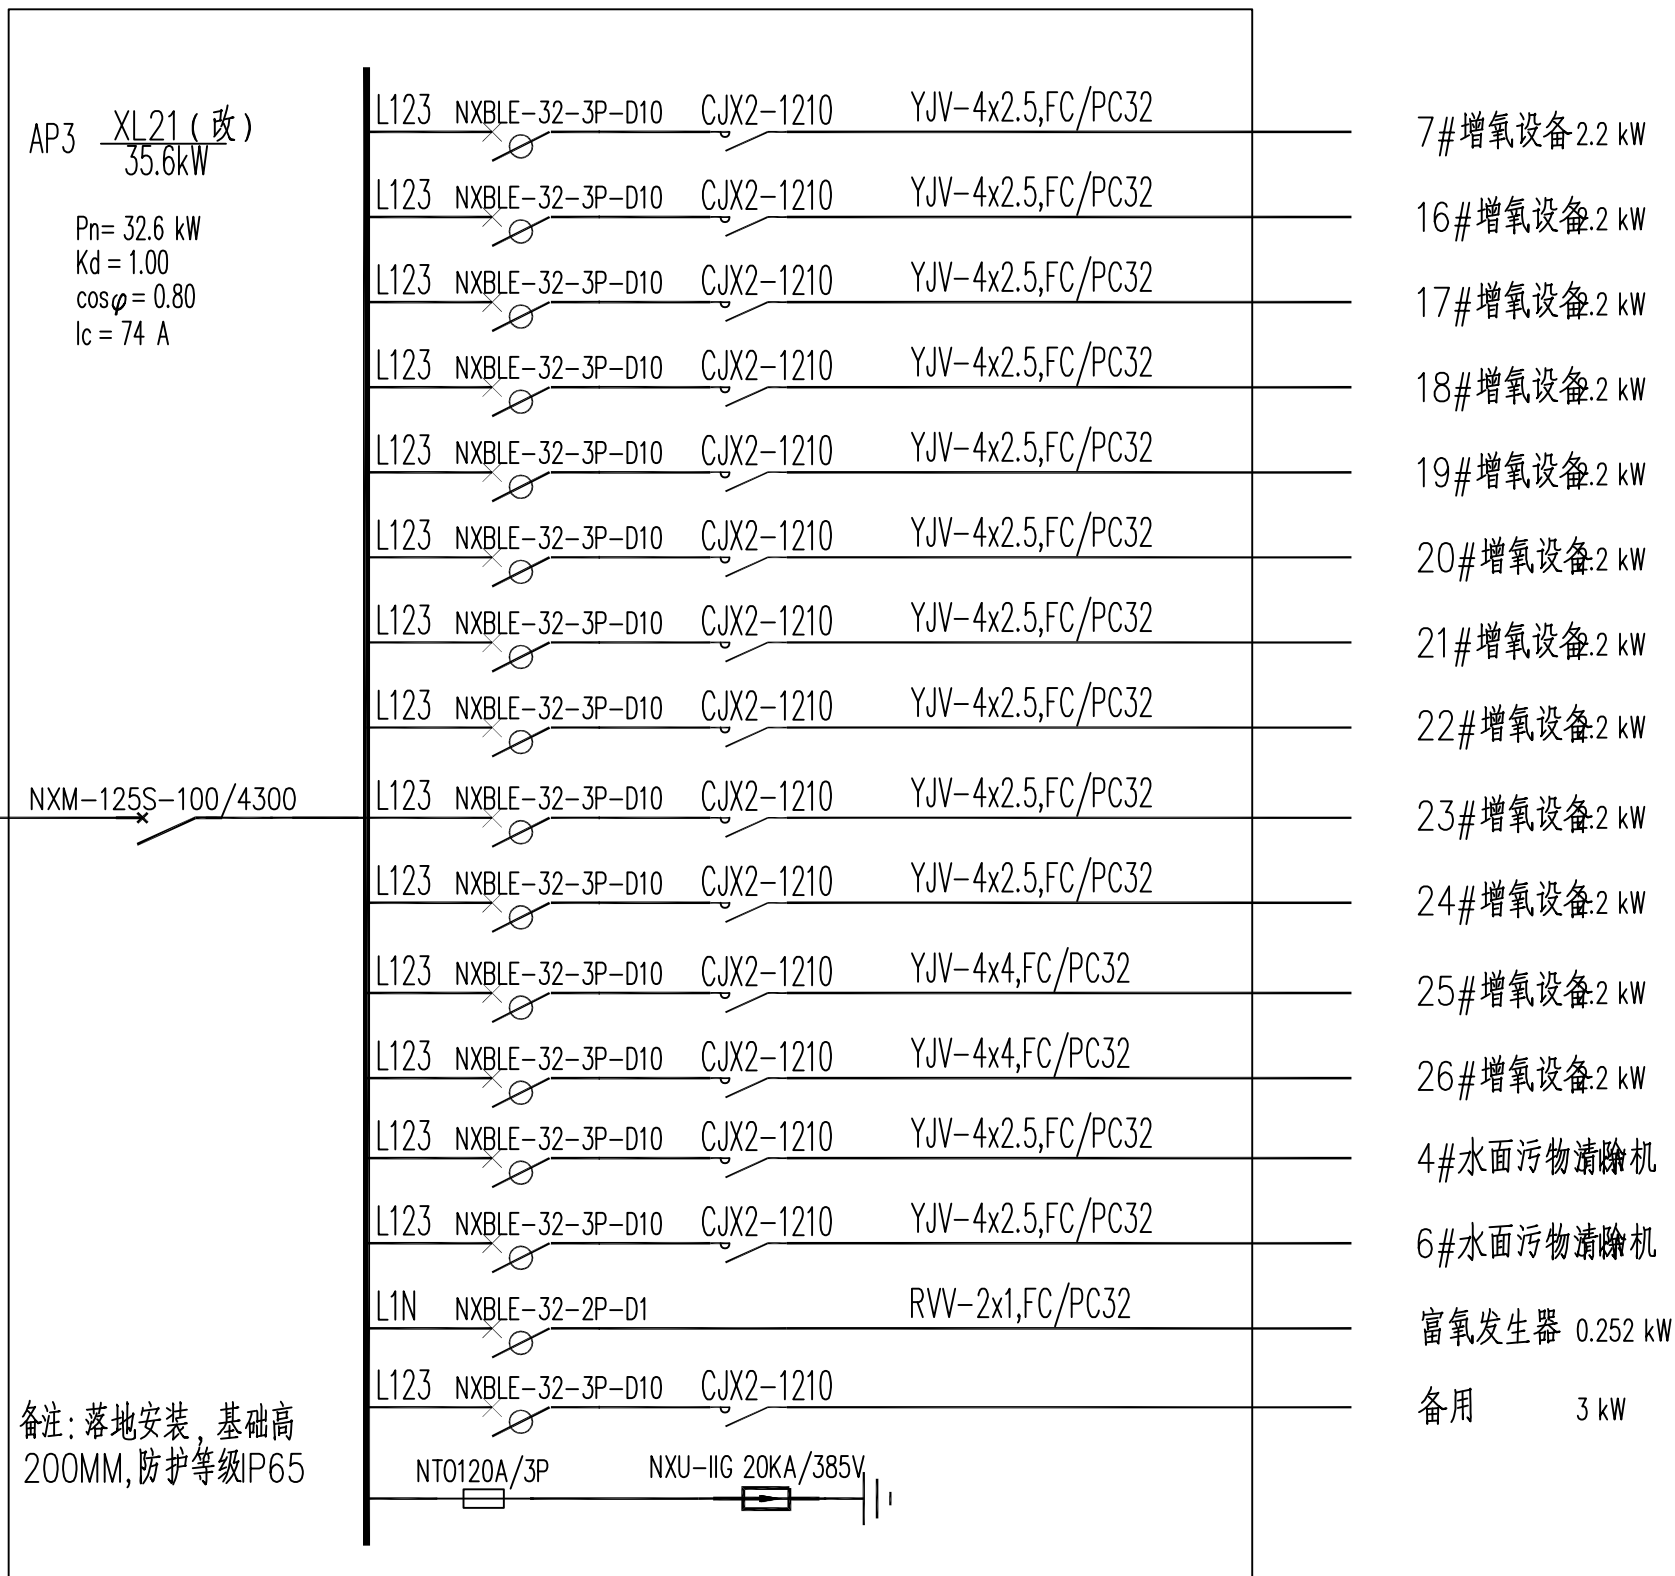 AP3 XL21(改)
35.6kW
Pn= 32.6 kW
Kd = 1.00
cosφ = 0.80
Ic = 74 A
NXM-125S-100/4300
L123 NXBLE-32-3P-D10 CJX2-1210 YJV-4x2.5,FC/PC32 7#增氧设备 2.2 kW
L123 NXBLE-32-3P-D10 CJX2-1210 YJV-4x2.5,FC/PC32 16#增氧设备 2.2 kW
L123 NXBLE-32-3P-D10 CJX2-1210 YJV-4x2.5,FC/PC32 17#增氧设备 2.2 kW
L123 NXBLE-32-3P-D10 CJX2-1210 YJV-4x2.5,FC/PC32 18#增氧设备 2.2 kW
L123 NXBLE-32-3P-D10 CJX2-1210 YJV-4x2.5,FC/PC32 19#增氧设备 2.2 kW
L123 NXBLE-32-3P-D10 CJX2-1210 YJV-4x2.5,FC/PC32 20#增氧设备 2.2 kW
L123 NXBLE-32-3P-D10 CJX2-1210 YJV-4x2.5,FC/PC32 21#增氧设备 2.2 kW
L123 NXBLE-32-3P-D10 CJX2-1210 YJV-4x2.5,FC/PC32 22#增氧设备 2.2 kW
L123 NXBLE-32-3P-D10 CJX2-1210 YJV-4x2.5,FC/PC32 23#增氧设备 2.2 kW
L123 NXBLE-32-3P-D10 CJX2-1210 YJV-4x2.5,FC/PC32 24#增氧设备 2.2 kW
L123 NXBLE-32-3P-D10 CJX2-1210 YJV-4x4,FC/PC32 25#增氧设备 2.2 kW
L123 NXBLE-32-3P-D10 CJX2-1210 YJV-4x4,FC/PC32 26#增氧设备 2.2 kW
L123 NXBLE-32-3P-D10 CJX2-1210 YJV-4x2.5,FC/PC32 4#水面污物清除机
L123 NXBLE-32-3P-D10 CJX2-1210 YJV-4x2.5,FC/PC32 6#水面污物清除机
L1N NXBLE-32-2P-D1 RVV-2x1,FC/PC32 富氧发生器 0.252 kW
L123 NXBLE-32-3P-D10 CJX2-1210 备用 3 kW
NT0120A/3P NXU-IIG 20KA/385V
备注:落地安装,基础高
200MM,防护等级IP65